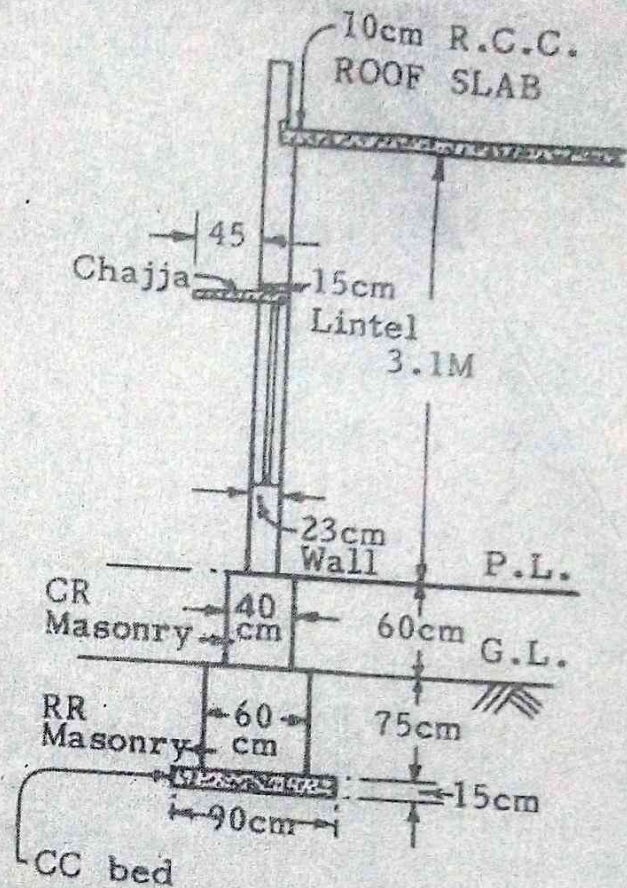 10cm R.C.C.
ROOF SLAB
45
Chajja
15cm
Lintel
3.1M
23cm
Wall
P.L.
CR
Masonry
40
cm
60cm
G.L.
RR
Masonry
60
cm
75cm
15cm
90cm
CC bed